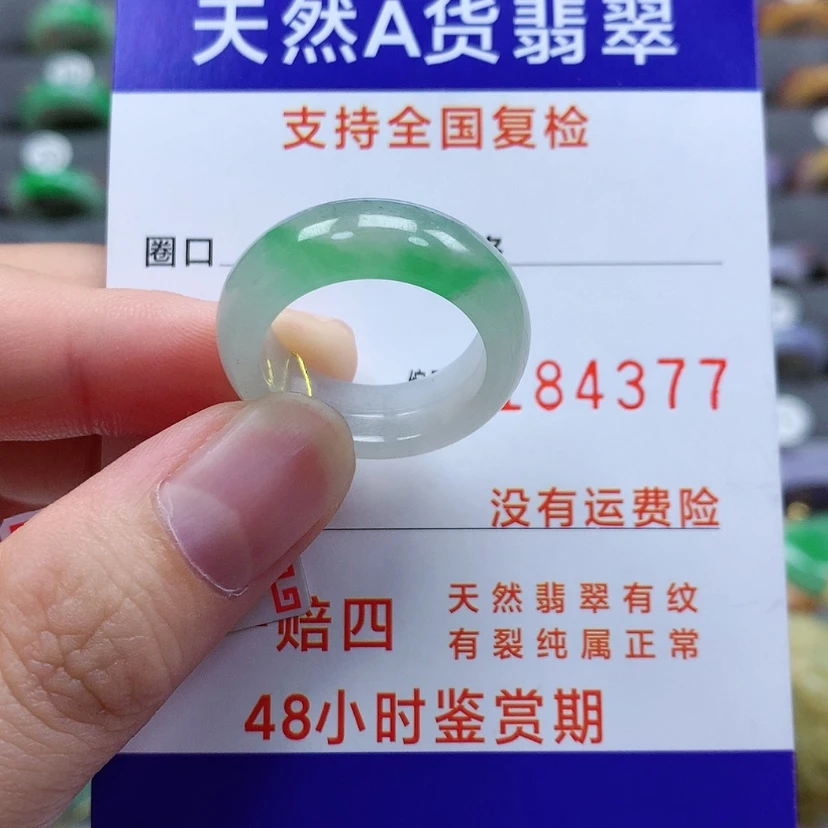 天然A货翡翠
支持全国复检
圈口
284377
没有运费险
一赔四
天然翡翠有纹
有裂纯属正常
48小时鉴赏期